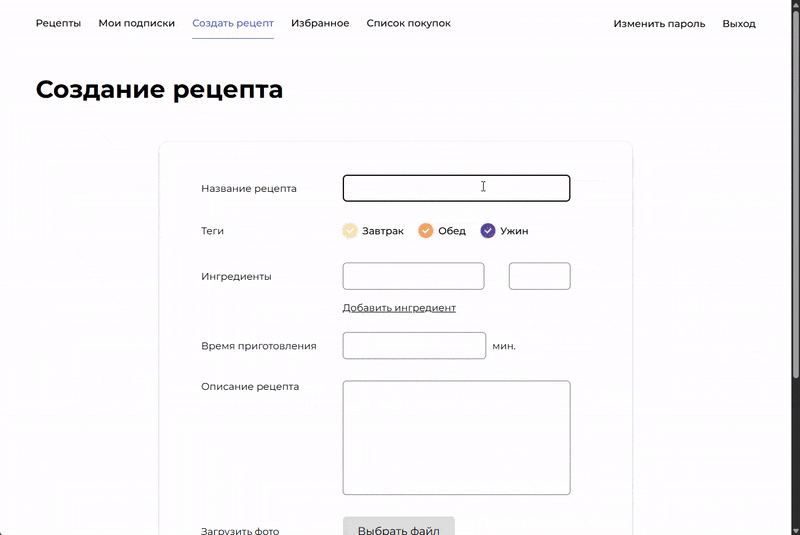 Рецепты Мои подписки Создать рецепт Избранное Список покупок Изменить пароль Выход
Создание рецепта
Название рецепта
Теги Завтрак Обед Ужин
Ингредиенты
Добавить ингредиент
Время приготовления мин.
Описание рецепта
Загрузить фото Выбрать файл